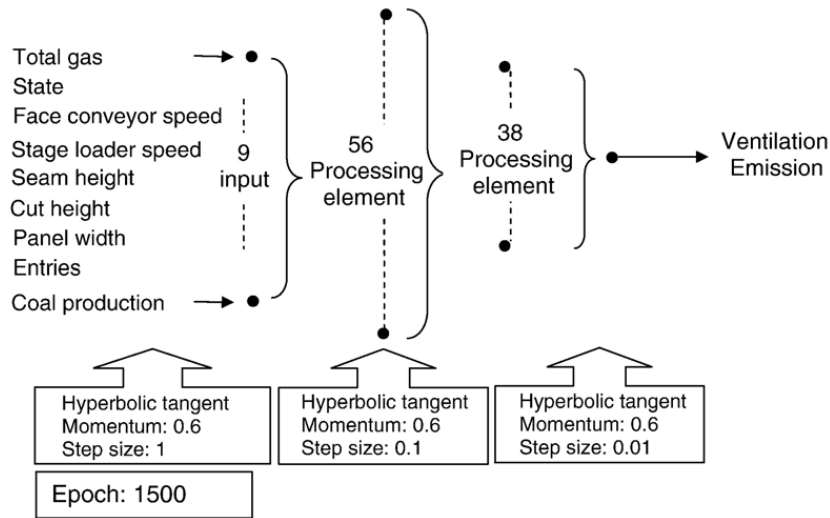 Total gas
State
Face conveyor speed
Stage loader speed
Seam height
Cut height
Panel width
Entries
Coal production
9
input
56
Processing
element
38
Processing
element
Ventilation
Emission
Hyperbolic tangent
Momentum: 0.6
Step size: 1
Hyperbolic tangent
Momentum: 0.6
Step size: 0.1
Hyperbolic tangent
Momentum: 0.6
Step size: 0.01
Epoch: 1500